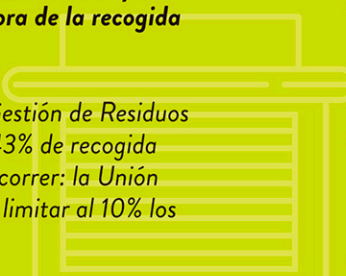 ora de la recogida
estión de Residuos
3% de recogida
correr: la Unión
limitar al 10% los